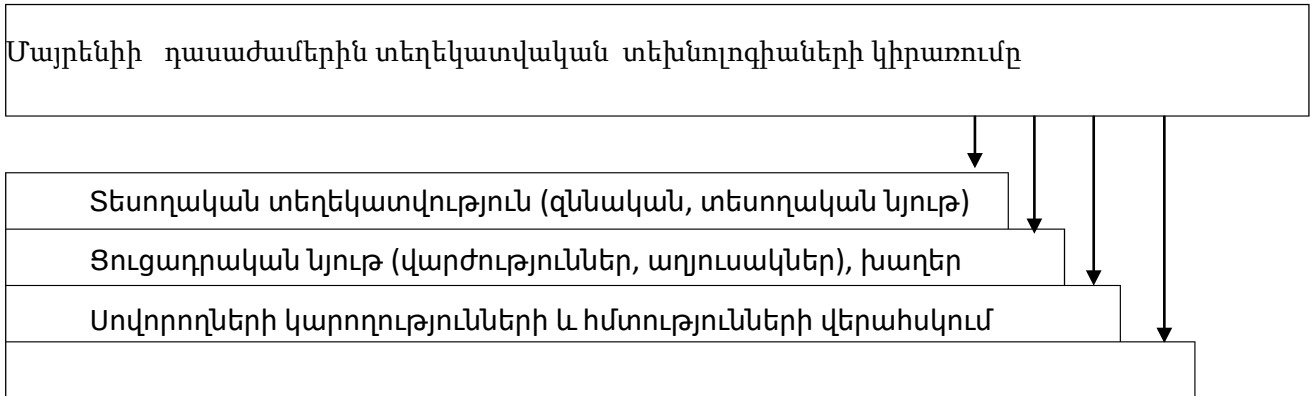 Մայրենիի դասաժամերին տեղեկատվական տեխնոլոգիաների կիրառումը
Տեսողական տեղեկատվություն (զննական, տեսողական նյութ)
Ցուցադրական նյութ (վարժություններ, աղյուսակներ), խաղեր
Սովորողների կարողությունների և հմտությունների վերահսկում